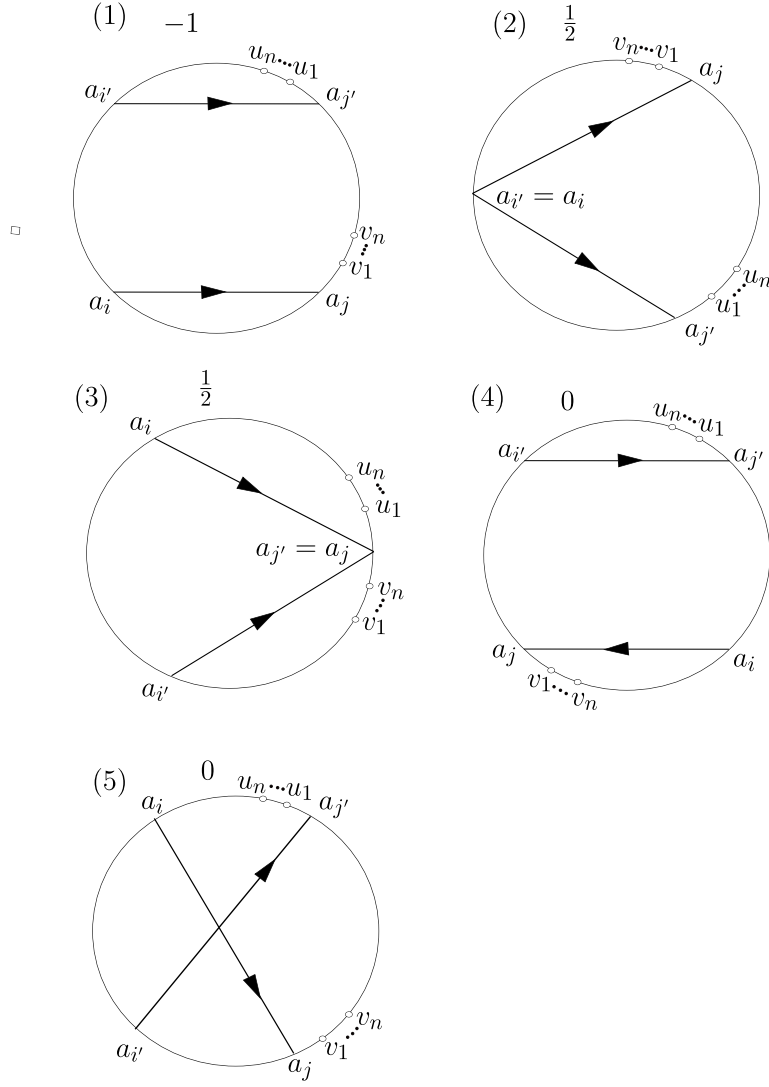 (1) −1
u_n...u_1
a_{i'} a_{j'}
v_n
v_1
a_i a_j
(2) 1/2
v_n...v_1
a_j
a_{i'} = a_i
u_n
u_1
a_{j'}
(3) 1/2
a_i
u_n
u_1
a_{j'} = a_j
v_n
v_1
a_{i'}
(4) 0
u_n...u_1
a_{i'} a_{j'}
a_j a_i
v_1...v_n
(5) 0
u_n...u_1
a_i a_{j'}
v_n
v_1
a_{i'} a_j